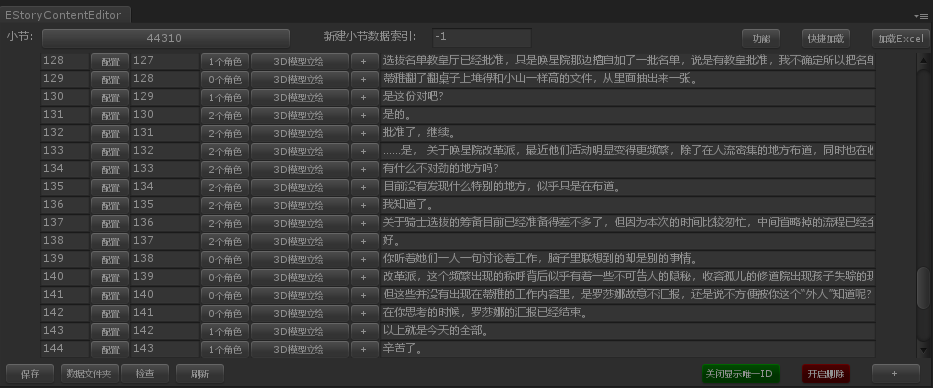 EStoryContentEditor
小节: 44310 新建小节数据索引: -1 功能 快捷加载 加载Excel
128 配置 127 1个角色 3D模型立绘 + 选拔名单教皇厅已经批准，只是唤星院那边擅自加了一批名单，说是有教皇批准，我不确定所以把名单
129 配置 128 0个角色 3D模型立绘 + 蒂雅翻了翻桌子上堆得和小山一样高的文件，从里面抽出来一张。
130 配置 129 1个角色 3D模型立绘 + 是这份对吧?
131 配置 130 2个角色 3D模型立绘 + 是的。
132 配置 131 2个角色 3D模型立绘 + 批准了，继续。
133 配置 132 2个角色 3D模型立绘 + ……是， 关于唤星院改革派，最近他们活动明显变得更频繁，除了在人流密集的地方布道，同时也在收
134 配置 133 2个角色 3D模型立绘 + 有什么不对劲的地方吗?
135 配置 134 2个角色 3D模型立绘 + 目前没有发现什么特别的地方，似乎只是在布道。
136 配置 135 2个角色 3D模型立绘 + 我知道了。
137 配置 136 2个角色 3D模型立绘 + 关于骑士选拔的筹备目前已经准备得差不多了，但因为本次的时间比较匆忙，中间省略掉的流程已经全
138 配置 137 2个角色 3D模型立绘 + 好。
139 配置 138 0个角色 3D模型立绘 + 你听着她们一人一句讨论着工作，脑子里联想到的却是别的事情。
140 配置 139 0个角色 3D模型立绘 + 改革派，这个频繁出现的称呼背后似乎有着一些不可告人的隐秘，收容孤儿的修道院出现孩子失踪的现
141 配置 140 0个角色 3D模型立绘 + 但这些并没有出现在蒂雅的工作内容里，是罗莎娜故意不汇报，还是说不方便被你这个“外人”知道呢?
142 配置 141 0个角色 3D模型立绘 + 在你思考的时候，罗莎娜的汇报已经结束。
143 配置 142 1个角色 3D模型立绘 + 以上就是今天的全部。
144 配置 143 1个角色 3D模型立绘 + 辛苦了。
保存 数据文件夹 检查 刷新 关闭显示唯一ID 开启删除 +